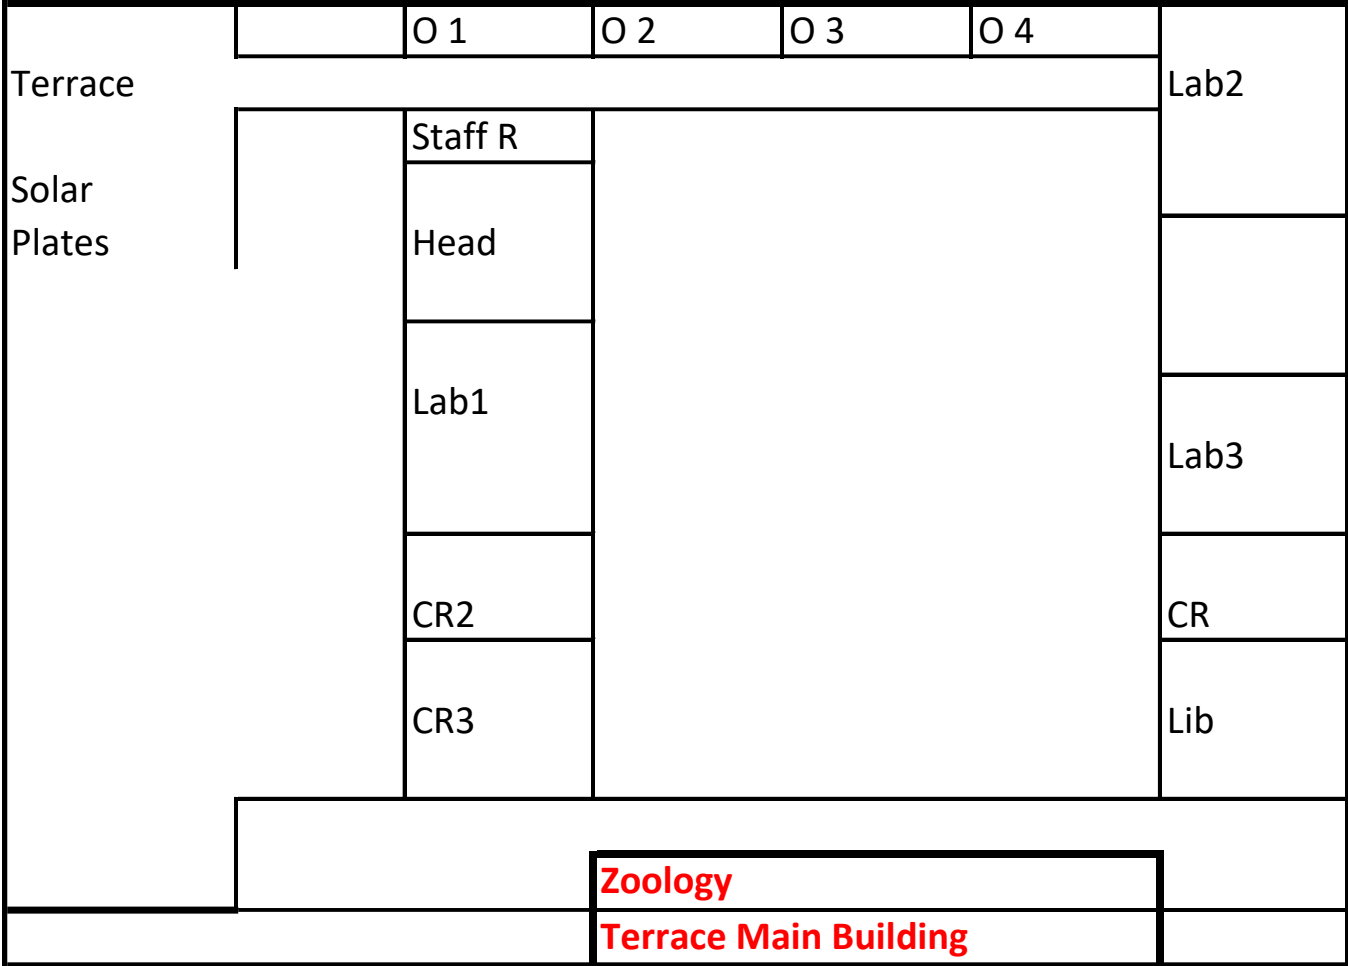 O 1
O 2
O 3
O 4
Terrace
Lab2
Staff R
Solar
Plates
Head
Lab1
Lab3
CR2
CR
CR3
Lib
Zoology
Terrace Main Building